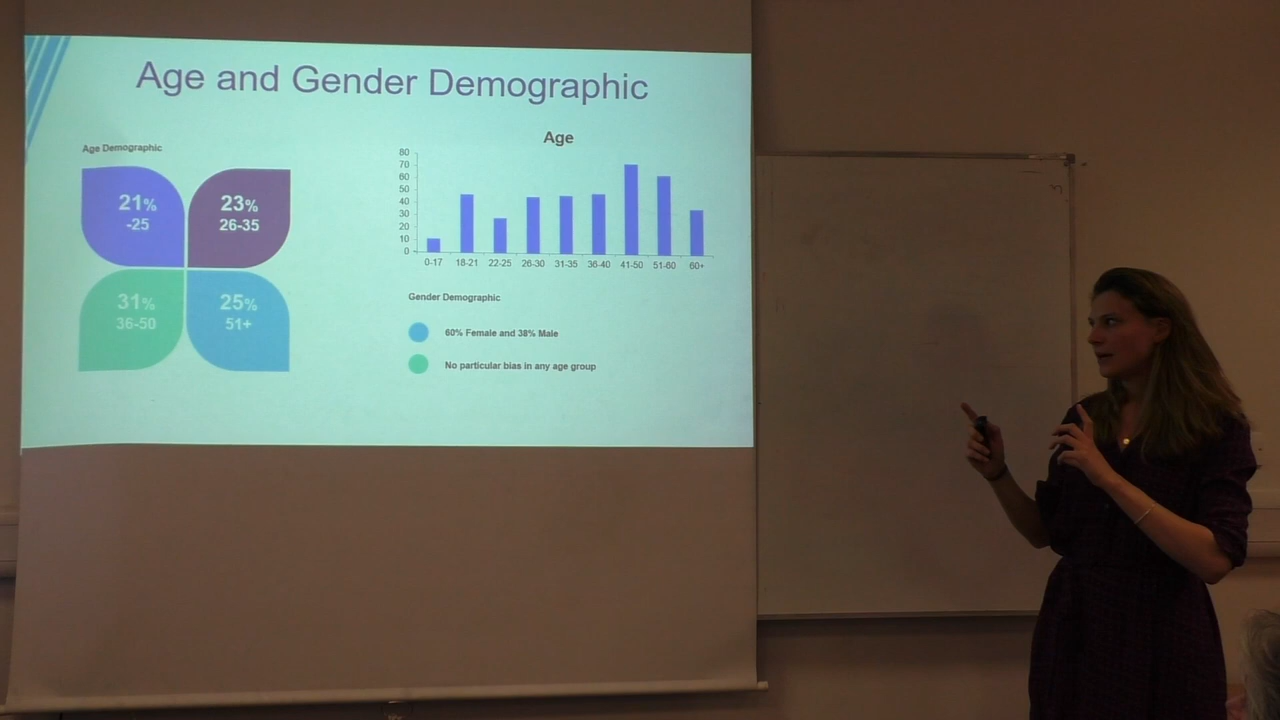 Age and Gender Demographic
Age Demographic
21%
-25
23%
26-35
31%
36-50
25%
51+
Age
80
70
60
50
40
30
20
10
0
0-17 18-21 22-25 26-30 31-35 36-40 41-50 51-60 60+
Gender Demographic
60% Female and 38% Male
No particular bias in any age group